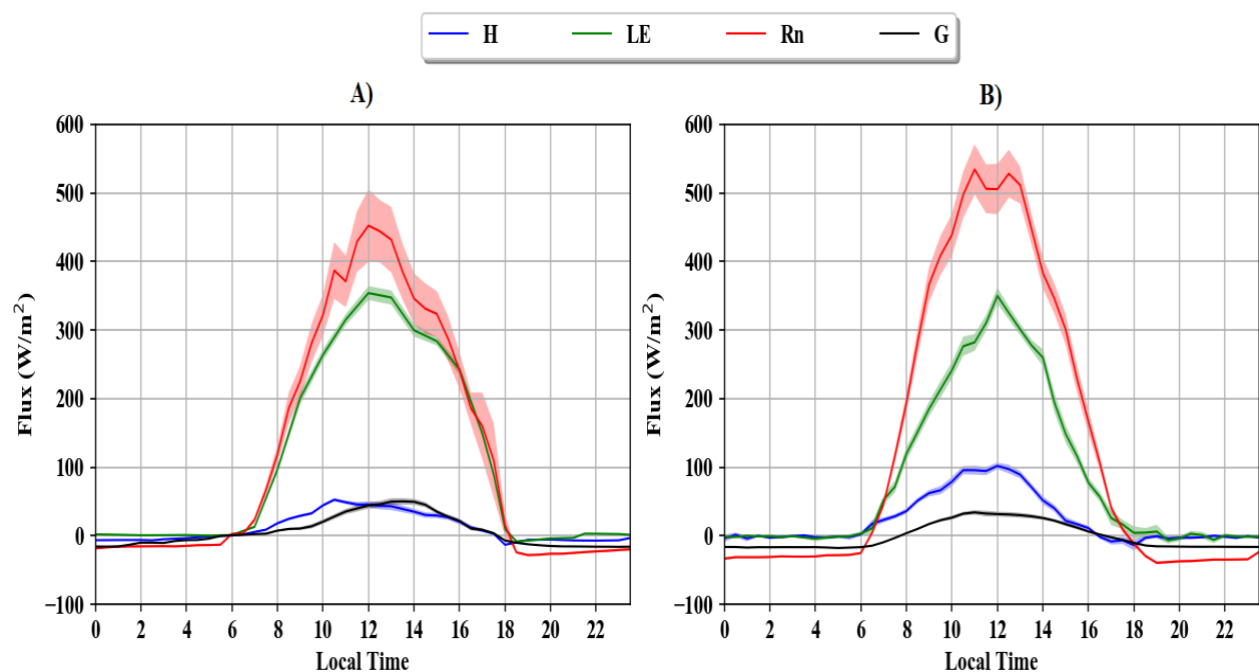 H LE Rn G
A) B)
600 600
500 500
400 400
300 300
200 200
100 100
0 0
−100 −100
Flux (W/m²) Flux (W/m²)
0 2 4 6 8 10 12 14 16 18 20 22 0 2 4 6 8 10 12 14 16 18 20 22
Local Time Local Time